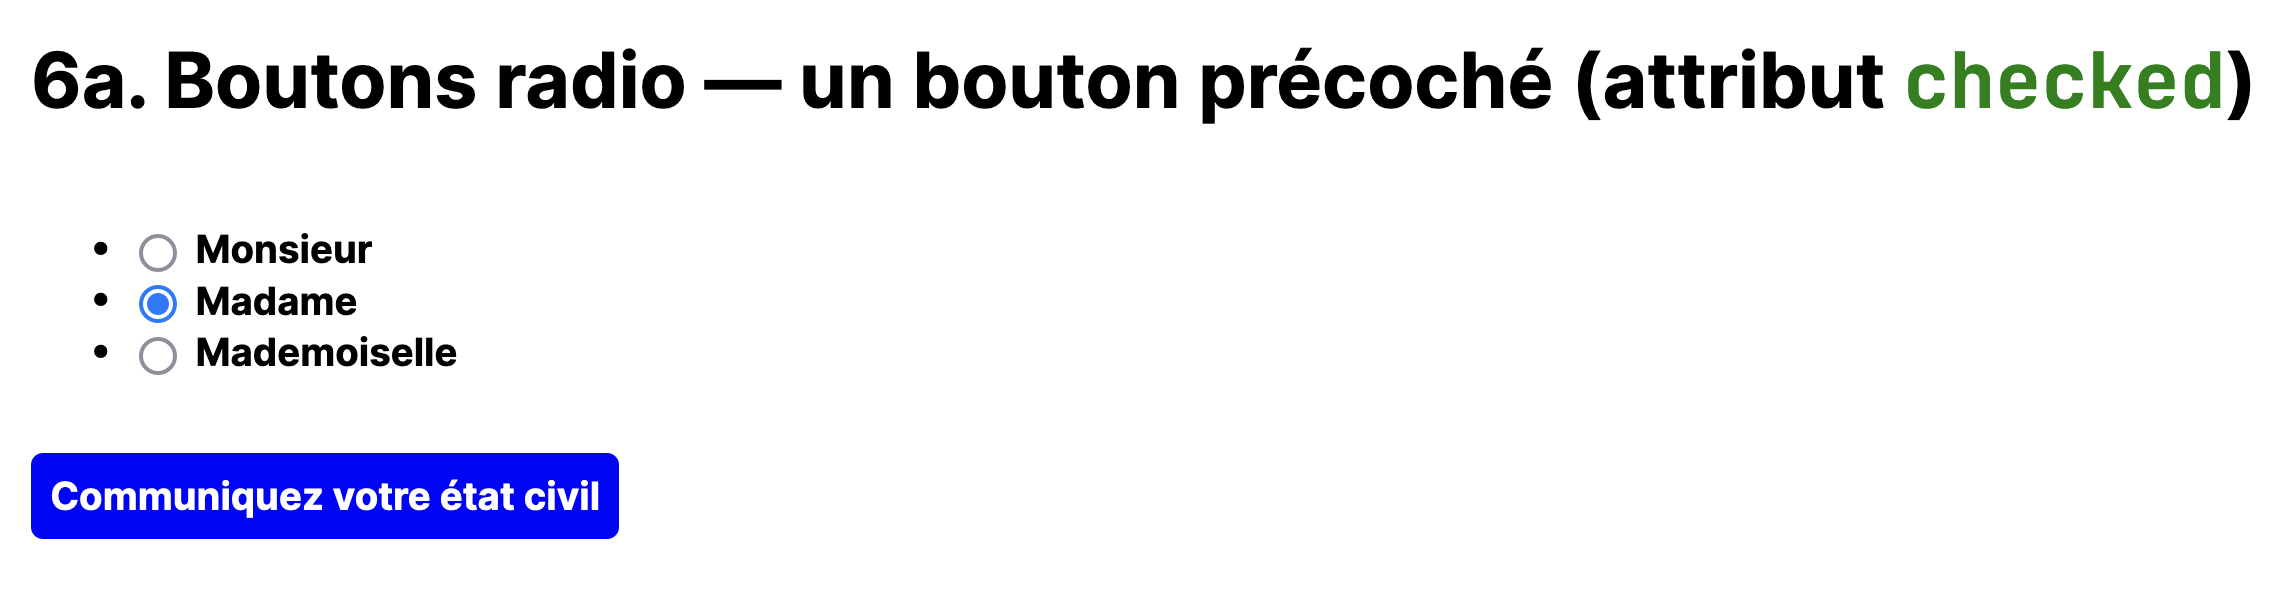 6a. Boutons radio — un bouton précoché (attribut checked)
• Monsieur
• Madame
• Mademoiselle
Communiquez votre état civil